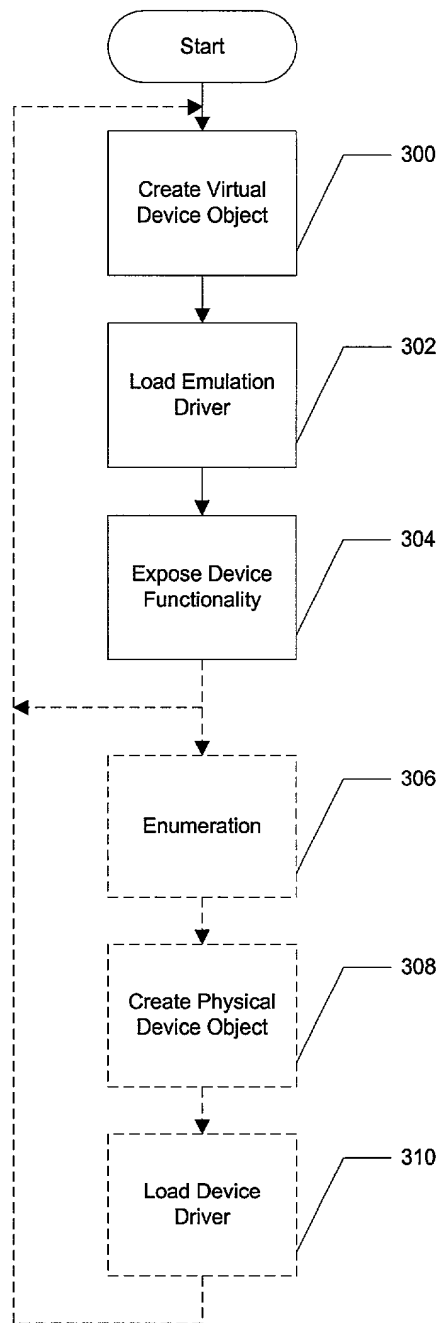 Start
300
Create Virtual
Device Object
302
Load Emulation
Driver
304
Expose Device
Functionality
306
Enumeration
308
Create Physical
Device Object
310
Load Device
Driver